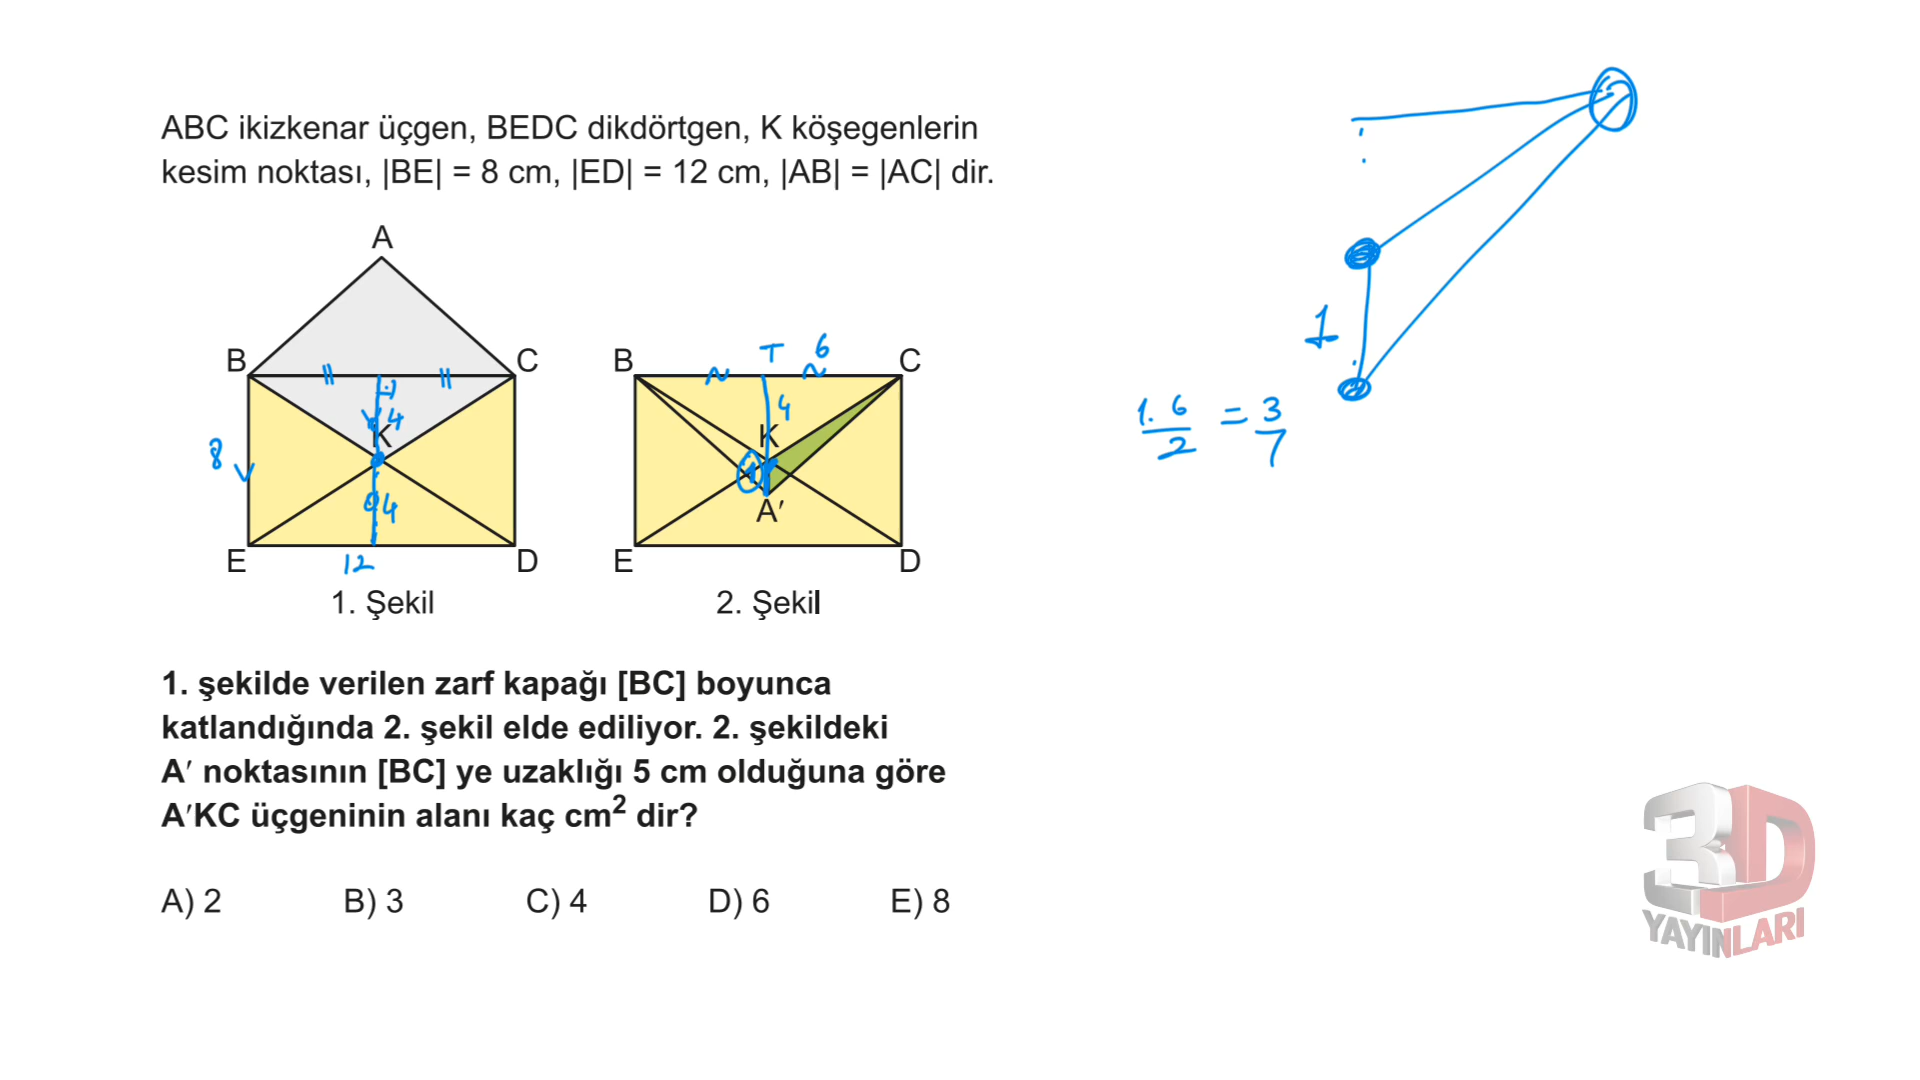 ABC ikizkenar üçgen, BEDC dikdörtgen, K köşegenlerin
kesim noktası, |BE| = 8 cm, |ED| = 12 cm, |AB| = |AC| dir.
A
B
C
4
K
8
4
E
12
D
1. Şekil
T
6
B
C
4
K
1
A′
E
D
2. Şekil
1
1.6/2 = 3/7
1. şekilde verilen zarf kapağı [BC] boyunca
katlandığında 2. şekil elde ediliyor. 2. şekildeki
A′ noktasının [BC] ye uzaklığı 5 cm olduğuna göre
A′KC üçgeninin alanı kaç cm² dir?
A) 2 B) 3 C) 4 D) 6 E) 8
3D
YAYINLARI